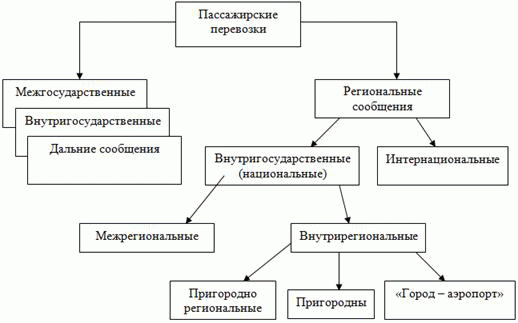 Пассажирские
перевозки
Межгосударственные
Внутригосударственные
Дальние сообщения
Региональные
сообщения
Внутригосударственные
(национальные)
Интернациональные
Межрегиональные
Внутрирегиональные
Пригородно
региональные
Пригородны
«Город – аэропорт»